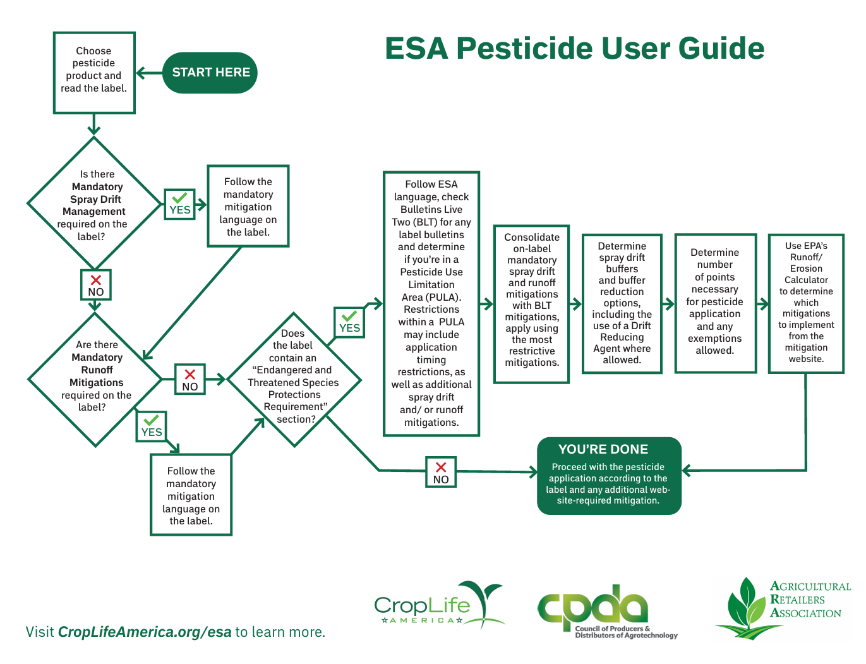 ESA Pesticide User Guide
START HERE
Choose
pesticide
product and
read the label.
Is there
Mandatory
Spray Drift
Management
required on the
label?
YES
Follow the
mandatory
mitigation
language on
the label.
NO
Are there
Mandatory
Runoff
Mitigations
required on the
label?
NO
YES
Follow the
mandatory
mitigation
language on
the label.
Does
the label
contain an
“Endangered and
Threatened Species
Protections
Requirement”
section?
YES
Follow ESA
language, check
Bulletins Live
Two (BLT) for any
label bulletins
and determine
if you're in a
Pesticide Use
Limitation
Area (PULA).
Restrictions
within a PULA
may include
application
timing
restrictions, as
well as additional
spray drift
and/ or runoff
mitigations.
Consolidate
on-label
mandatory
spray drift
and runoff
mitigations
with BLT
mitigations,
apply using
the most
restrictive
mitigations.
Determine
spray drift
buffers
and buffer
reduction
options,
including the
use of a Drift
Reducing
Agent where
allowed.
Determine
number
of points
necessary
for pesticide
application
and any
exemptions
allowed.
Use EPA's
Runoff/
Erosion
Calculator
to determine
which
mitigations
to implement
from the
mitigation
website.
NO
YOU'RE DONE
Proceed with the pesticide
application according to the
label and any additional web-
site-required mitigation.
Visit CropLifeAmerica.org/esa to learn more.
CropLife
AMERICA
cpda
Council of Producers &
Distributors of Agrotechnology
AGRICULTURAL
RETAILERS
ASSOCIATION